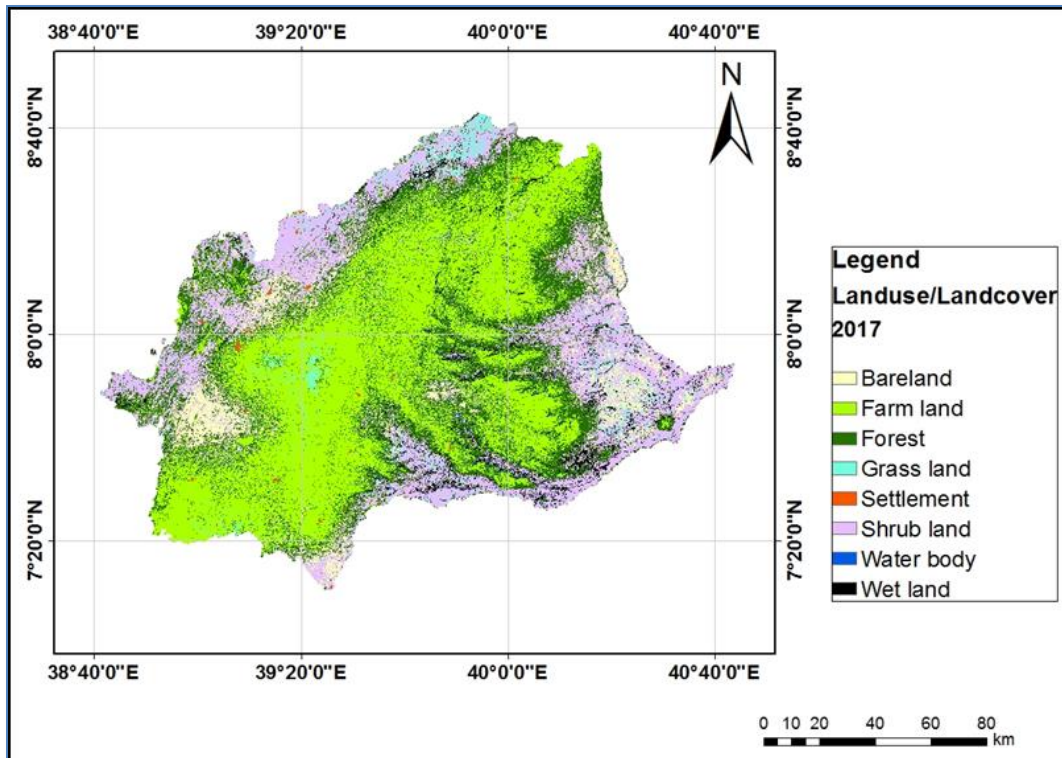 38°40'0"E 39°20'0"E 40°0'0"E 40°40'0"E
N
8°40'0"N 8°40'0"N
8°0'0"N 8°0'0"N
7°20'0"N 7°20'0"N
Legend
Landuse/Landcover
2017
Bareland
Farm land
Forest
Grass land
Settlement
Shrub land
Water body
Wet land
38°40'0"E 39°20'0"E 40°0'0"E 40°40'0"E
0 10 20 40 60 80
km